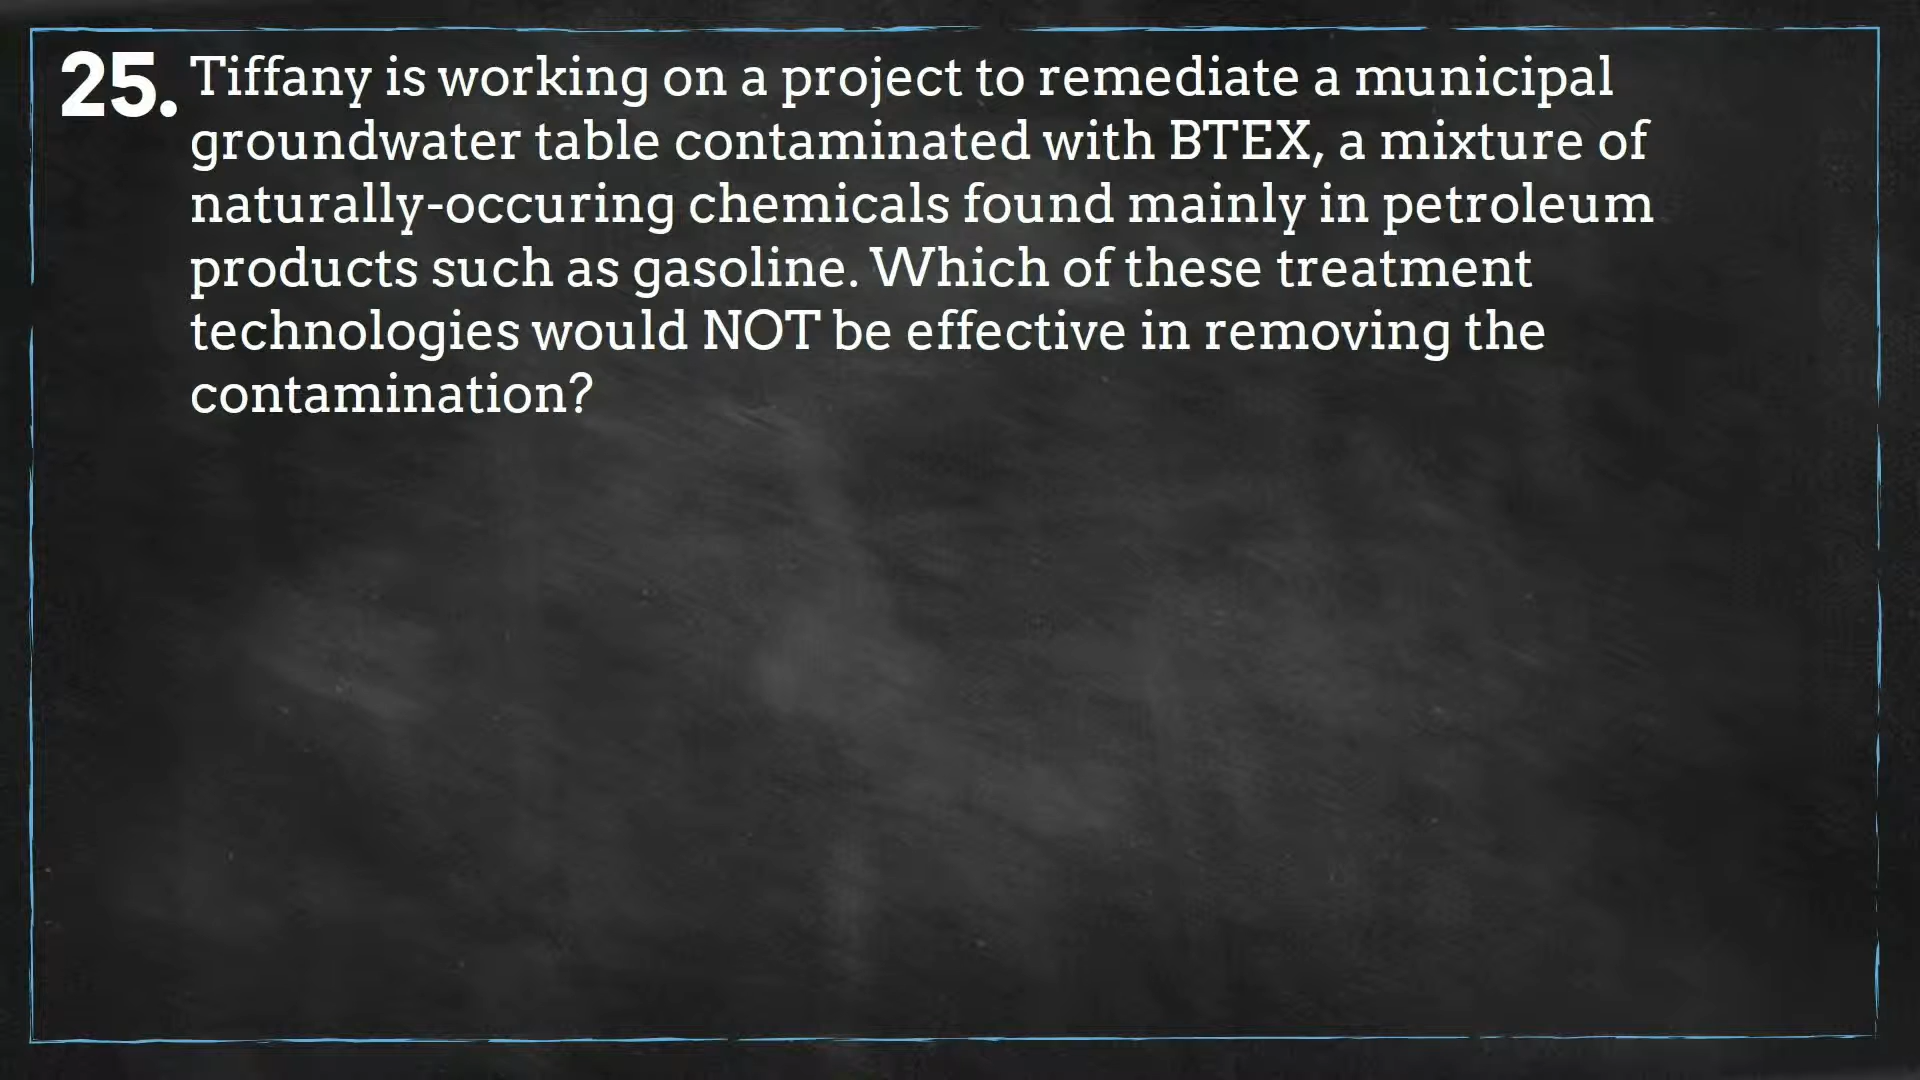 25. Tiffany is working on a project to remediate a municipal
groundwater table contaminated with BTEX, a mixture of
naturally-occuring chemicals found mainly in petroleum
products such as gasoline. Which of these treatment
technologies would NOT be effective in removing the
contamination?